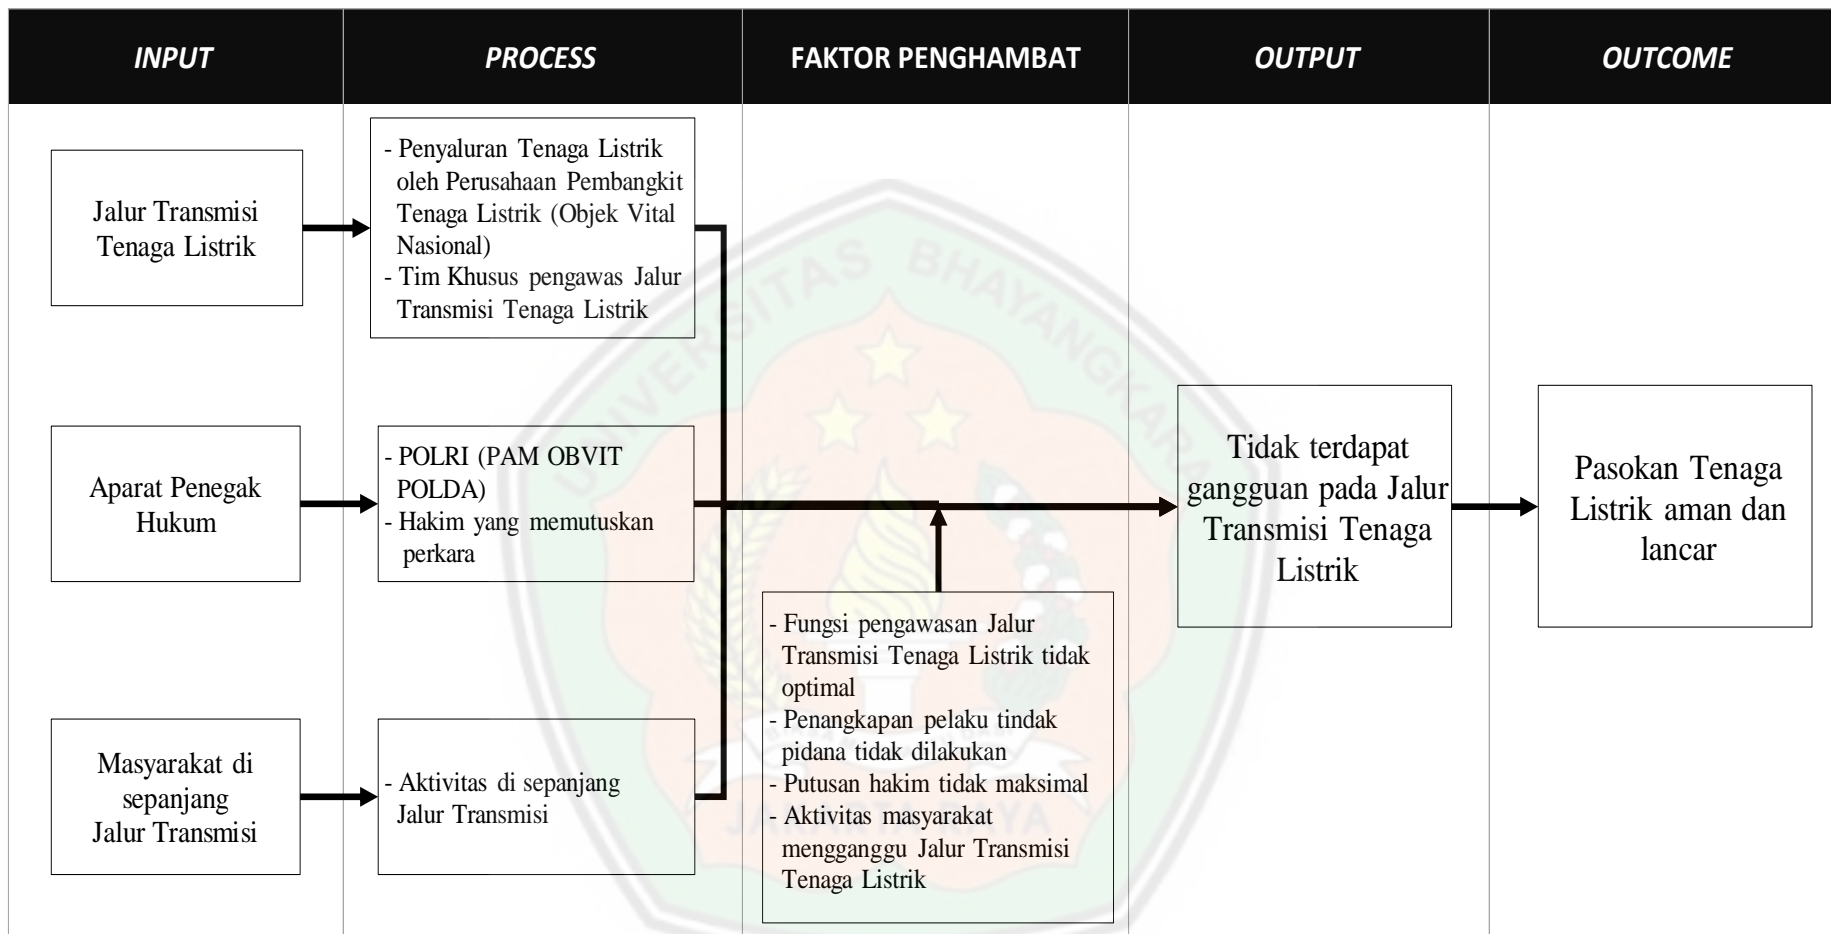 INPUT
PROCESS
FAKTOR PENGHAMBAT
OUTPUT
OUTCOME
Jalur Transmisi
Tenaga Listrik
- Penyaluran Tenaga Listrik
oleh Perusahaan Pembangkit
Tenaga Listrik (Objek Vital
Nasional)
- Tim Khusus pengawas Jalur
Transmisi Tenaga Listrik
Aparat Penegak
Hukum
- POLRI (PAM OBVIT
POLDA)
- Hakim yang memutuskan
perkara
Masyarakat di
sepanjang
Jalur Transmisi
- Aktivitas di sepanjang
Jalur Transmisi
- Fungsi pengawasan Jalur
Transmisi Tenaga Listrik tidak
optimal
- Penangkapan pelaku tindak
pidana tidak dilakukan
- Putusan hakim tidak maksimal
- Aktivitas masyarakat
mengganggu Jalur Transmisi
Tenaga Listrik
Tidak terdapat
gangguan pada Jalur
Transmisi Tenaga
Listrik
Pasokan Tenaga
Listrik aman dan
lancar
UNIVERSITAS BHAYANGKARA
JAKARTA RAYA